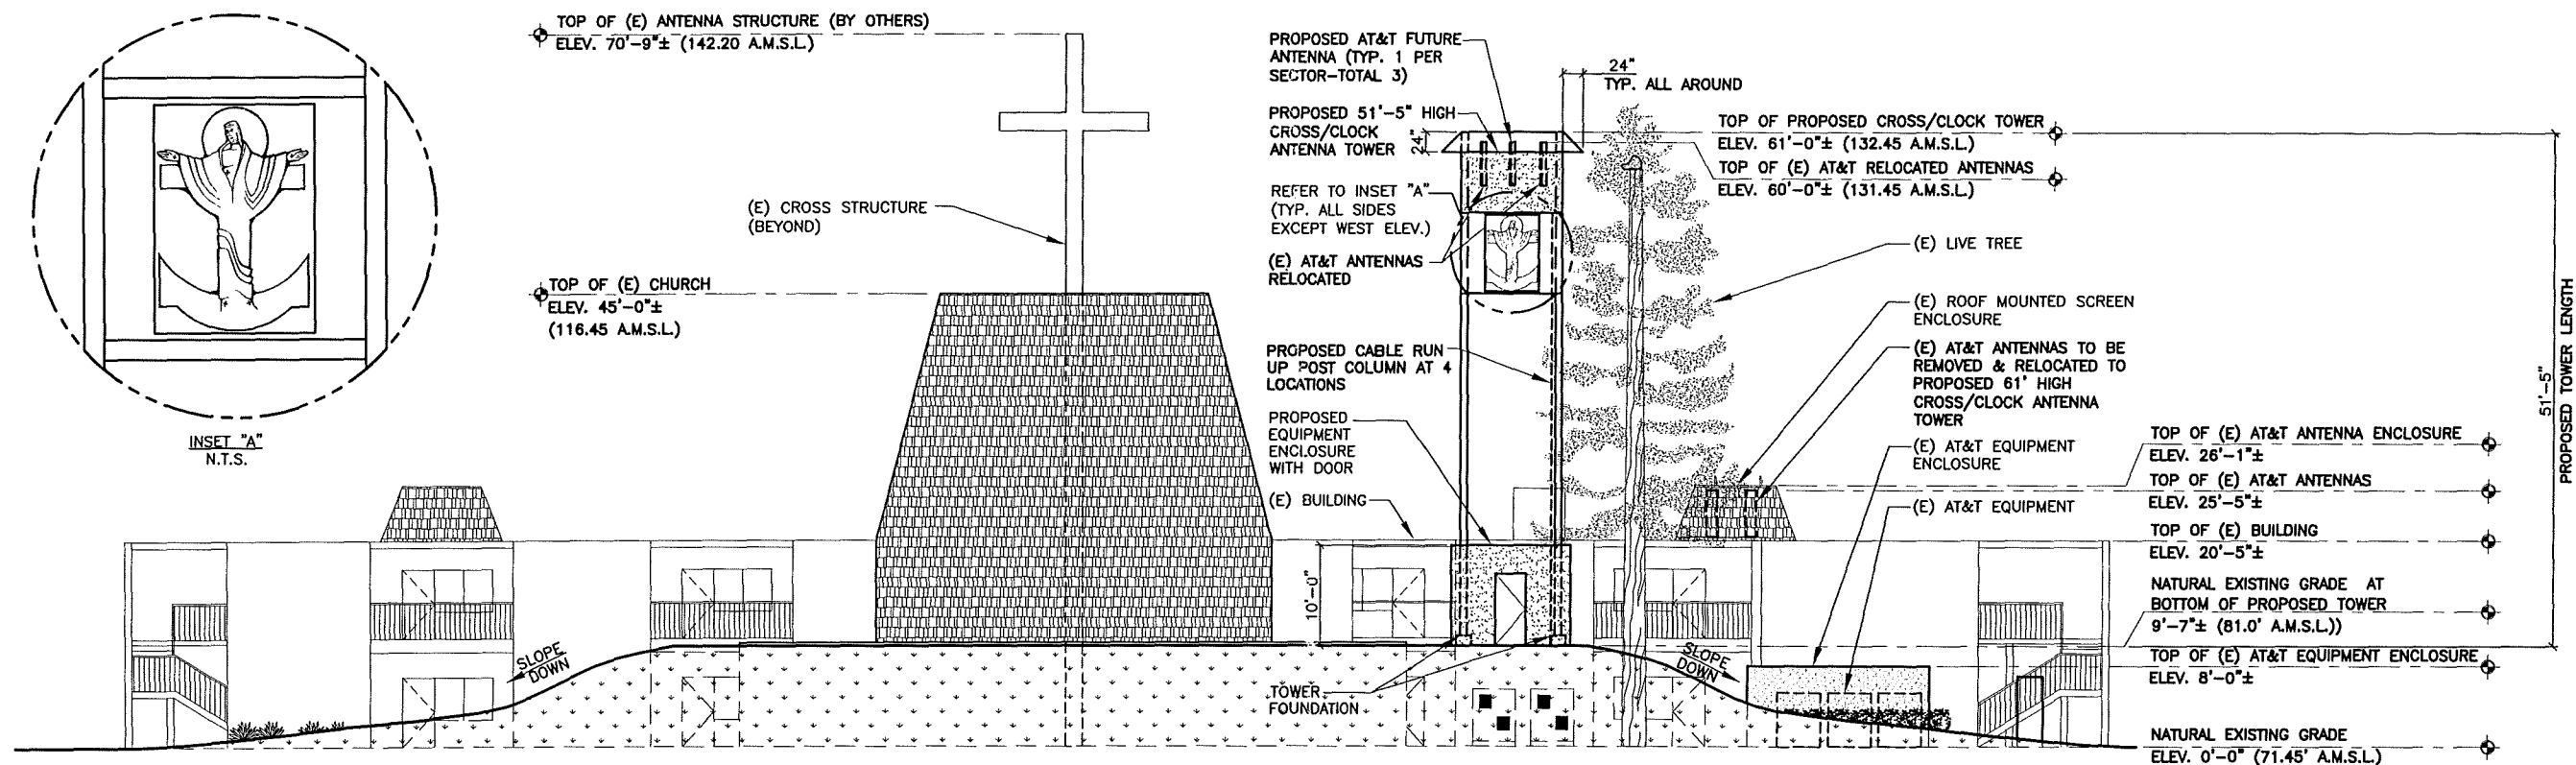 TOP OF (E) ANTENNA STRUCTURE (BY OTHERS)
ELEV. 70'-9"± (142.20 A.M.S.L.)
(E) CROSS STRUCTURE
(BEYOND)
TOP OF (E) CHURCH
ELEV. 45'-0"±
(116.45 A.M.S.L.)
INSET "A"
N.T.S.
PROPOSED AT&T FUTURE
ANTENNA (TYP. 1 PER
SECTOR-TOTAL 3)
PROPOSED 51'-5" HIGH
CROSS/CLOCK
ANTENNA TOWER
24"
REFER TO INSET "A"
(TYP. ALL SIDES
EXCEPT WEST ELEV.)
(E) AT&T ANTENNAS
RELOCATED
PROPOSED CABLE RUN
UP POST COLUMN AT 4
LOCATIONS
PROPOSED
EQUIPMENT
ENCLOSURE
WITH DOOR
(E) BUILDING
10'-0"
TOWER
FOUNDATION
SLOPE
DOWN
SLOPE
DOWN
24"
TYP. ALL AROUND
TOP OF PROPOSED CROSS/CLOCK TOWER
ELEV. 61'-0"± (132.45 A.M.S.L.)
TOP OF (E) AT&T RELOCATED ANTENNAS
ELEV. 60'-0"± (131.45 A.M.S.L.)
(E) LIVE TREE
(E) ROOF MOUNTED SCREEN
ENCLOSURE
(E) AT&T ANTENNAS TO BE
REMOVED & RELOCATED TO
PROPOSED 61' HIGH
CROSS/CLOCK ANTENNA
TOWER
(E) AT&T EQUIPMENT
ENCLOSURE
(E) AT&T EQUIPMENT
TOP OF (E) AT&T ANTENNA ENCLOSURE
ELEV. 26'-1"±
TOP OF (E) AT&T ANTENNAS
ELEV. 25'-5"±
TOP OF (E) BUILDING
ELEV. 20'-5"±
NATURAL EXISTING GRADE AT
BOTTOM OF PROPOSED TOWER
9'-7"± (81.0' A.M.S.L.))
TOP OF (E) AT&T EQUIPMENT ENCLOSURE
ELEV. 8'-0"±
NATURAL EXISTING GRADE
ELEV. 0'-0" (71.45' A.M.S.L.)
51'-5"
PROPOSED TOWER LENGTH